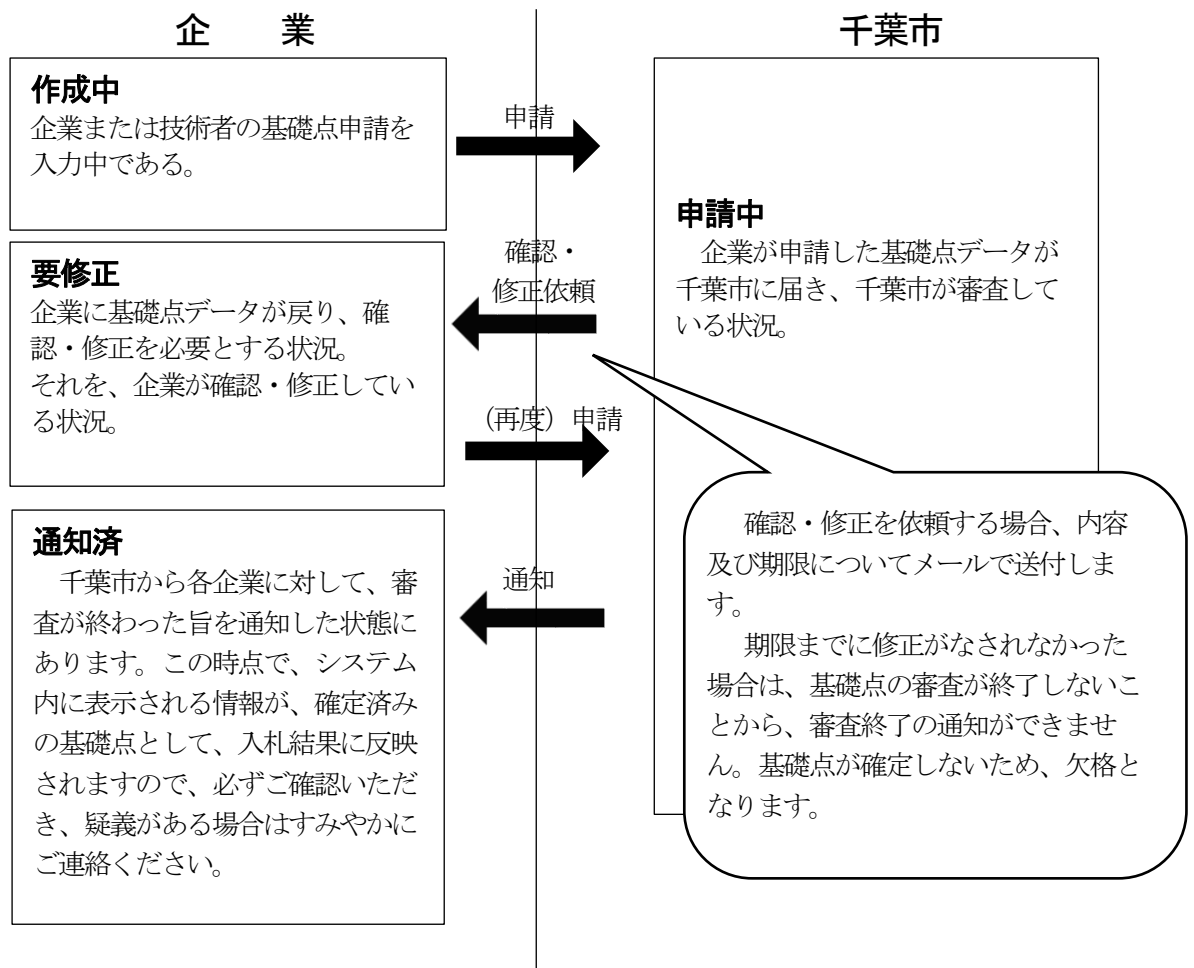 企　業
千葉市
作成中
企業または技術者の基礎点申請を
入力中である。
申請
申請中
企業が申請した基礎点データが
千葉市に届き、千葉市が審査して
いる状況。
要修正
企業に基礎点データが戻り、確
認・修正を必要とする状況。
それを、企業が確認・修正してい
る状況。
確認・
修正依頼
（再度）申請
確認・修正を依頼する場合、内容
及び期限についてメールで送付しま
す。
期限までに修正がなされなかった
場合は、基礎点の審査が終了しないこ
とから、審査終了の通知ができませ
ん。基礎点が確定しないため、欠格と
なります。
通知済
千葉市から各企業に対して、審
査が終わった旨を通知した状態に
あります。この時点で、システム
内に表示される情報が、確定済み
の基礎点として、入札結果に反映
されますので、必ずご確認いただ
き、疑義がある場合はすみやかに
ご連絡ください。
通知